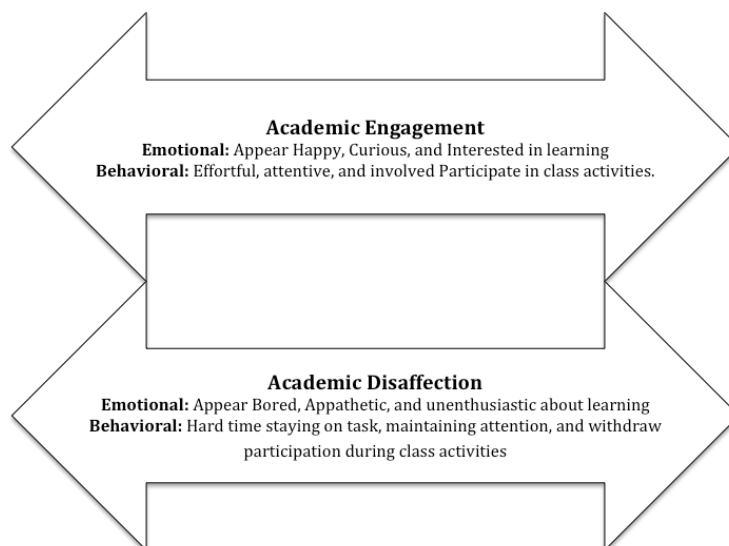 Academic Engagement
Emotional: Appear Happy, Curious, and Interested in learning
Behavioral: Effortful, attentive, and involved Participate in class activities.
Academic Disaffection
Emotional: Appear Bored, Appathetic, and unenthusiastic about learning
Behavioral: Hard time staying on task, maintaining attention, and withdraw
participation during class activities